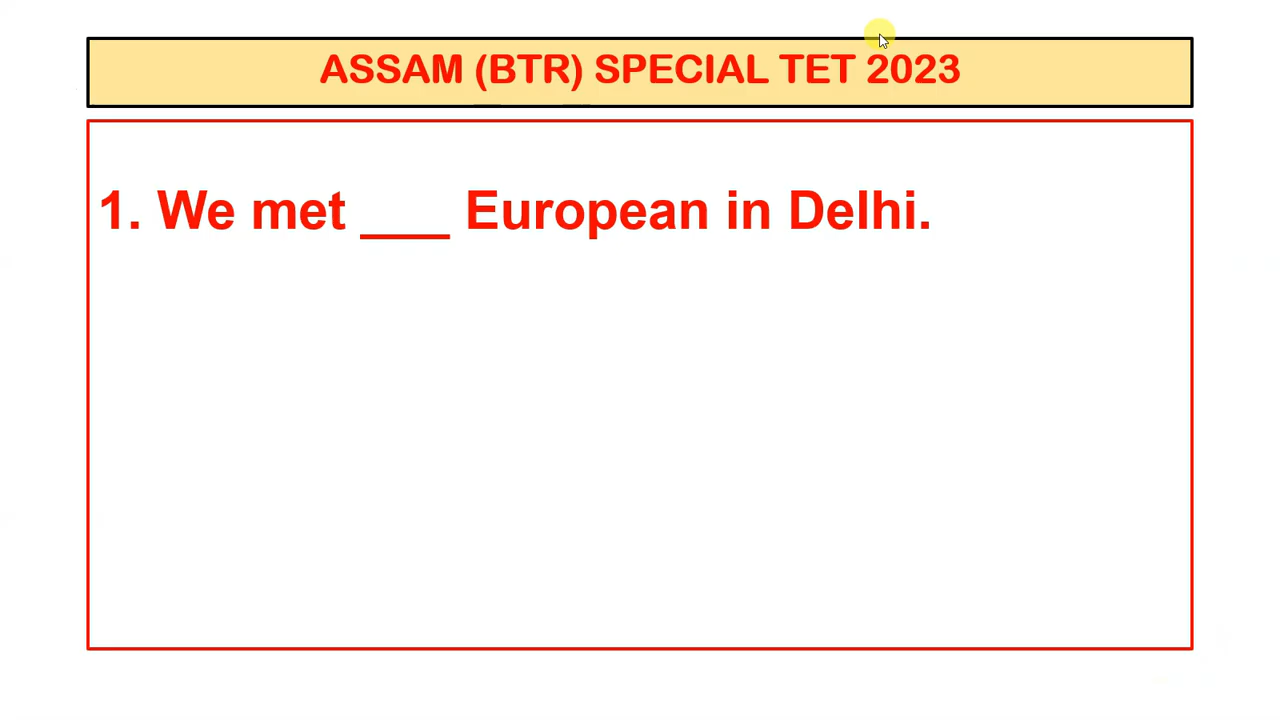 ASSAM (BTR) SPECIAL TET 2023
1. We met ___ European in Delhi.